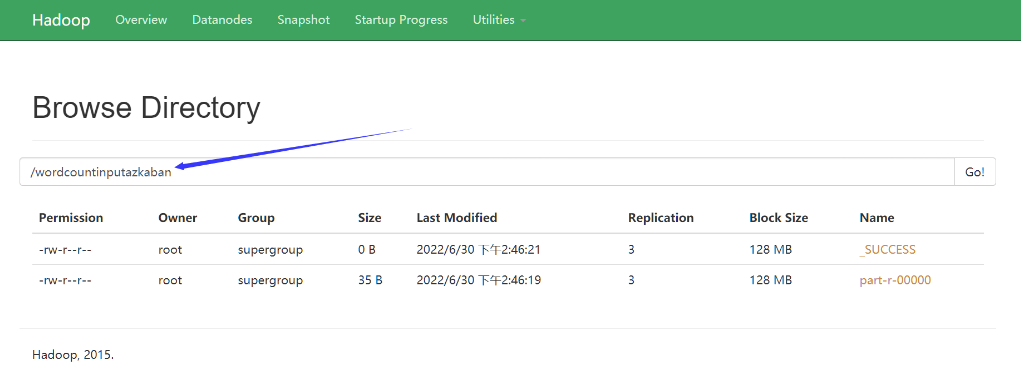 Hadoop Overview Datanodes Snapshot Startup Progress Utilities
Browse Directory
/wordcountinputazkaban Go!
Permission Owner Group Size Last Modified Replication Block Size Name
-rw-r--r-- root supergroup 0 B 2022/6/30 下午2:46:21 3 128 MB _SUCCESS
-rw-r--r-- root supergroup 35 B 2022/6/30 下午2:46:19 3 128 MB part-r-00000
Hadoop, 2015.